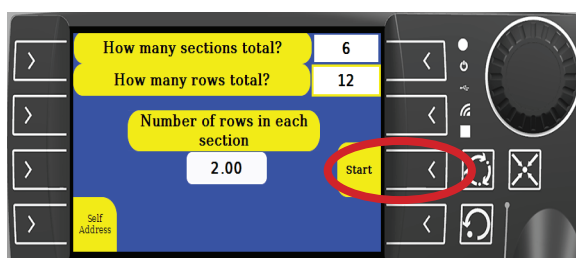 How many sections total? 6
How many rows total? 12
Number of rows in each
section
2.00
Start
Self
Address